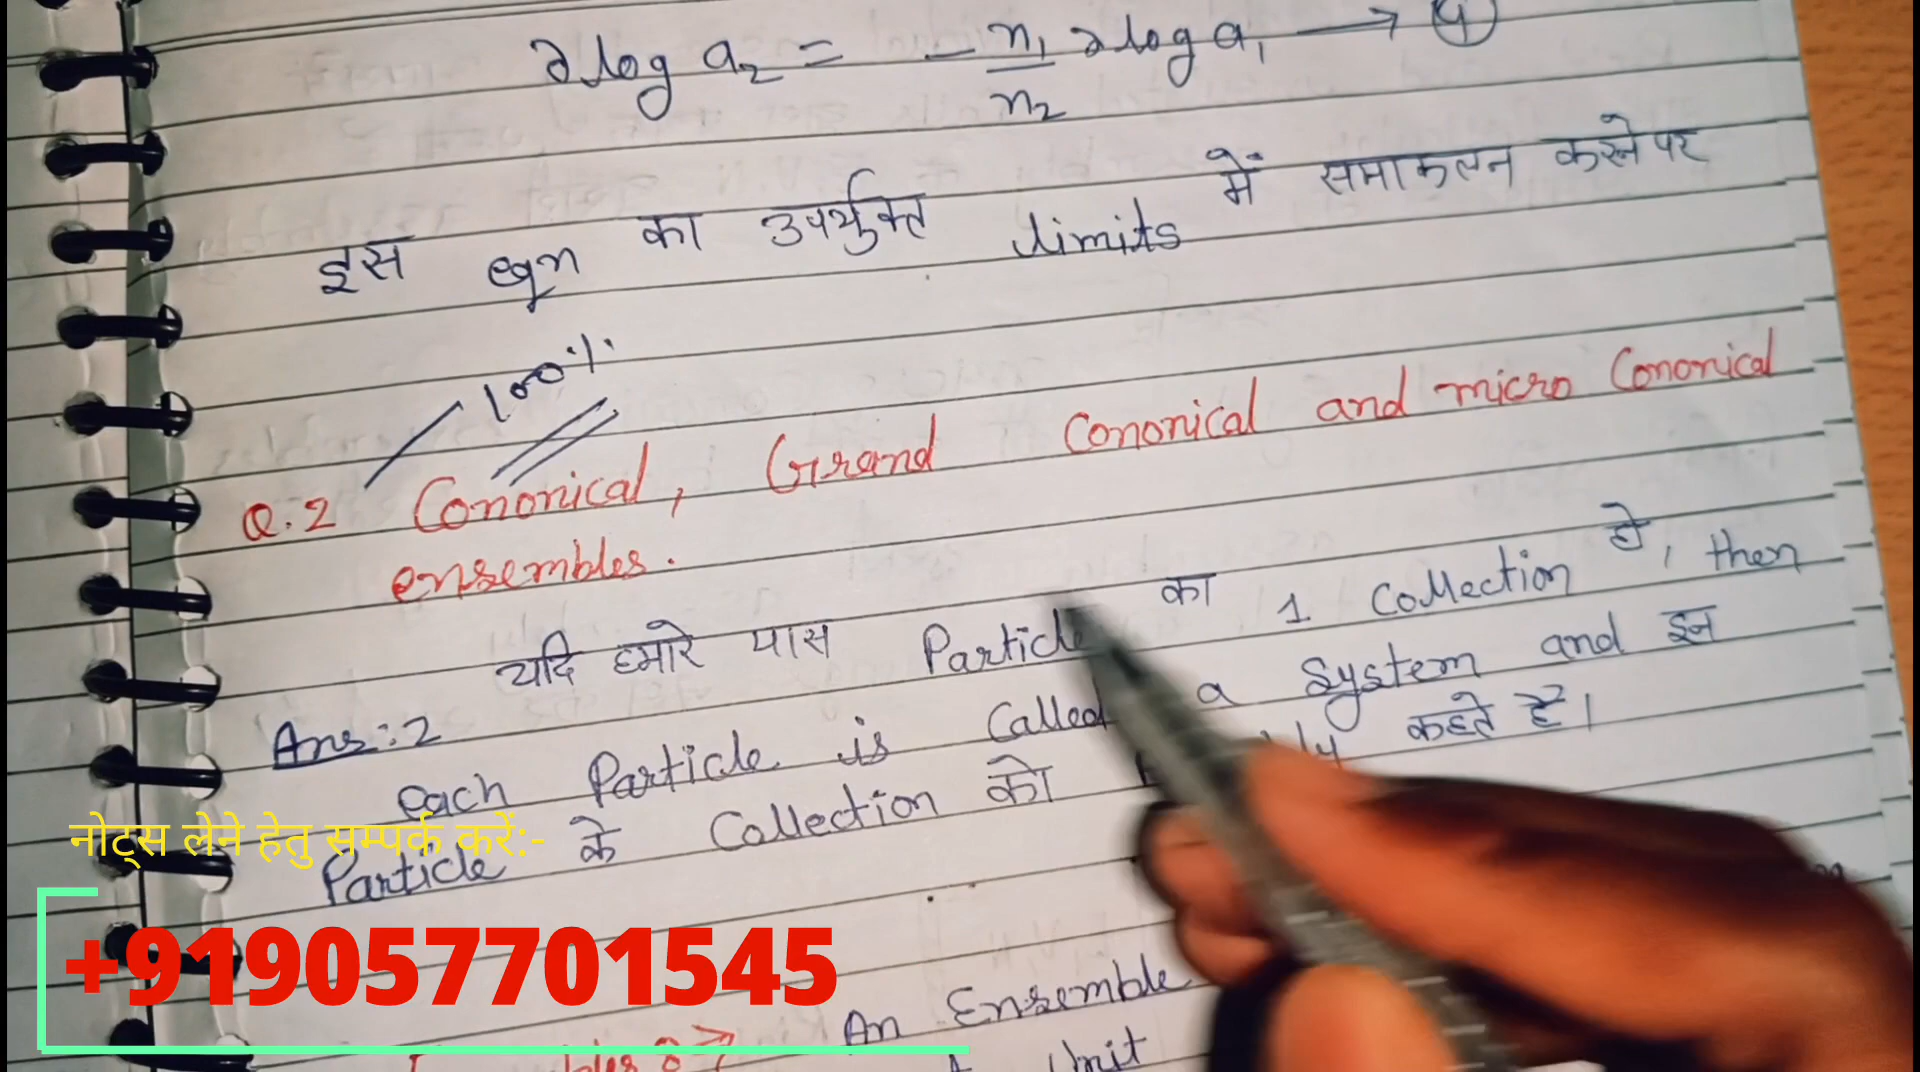 ∂log a₂ = - n₁/n₂ ∂log a₁ → ④
इस eqn का उपर्युक्त limits में समाकलन करने पर
100%
Q.2 Cononical, Grand Cononical and micro Cononical
ensembles.
Ans:2 यदि हमारे पास Particle का 1 Collection हो, then
each Particle is Called a System and इन
Particle के Collection को कहते हैं।
नोट्स लेने हेतु सम्पर्क करें:-
+919057701545
An Ensemble
Unit